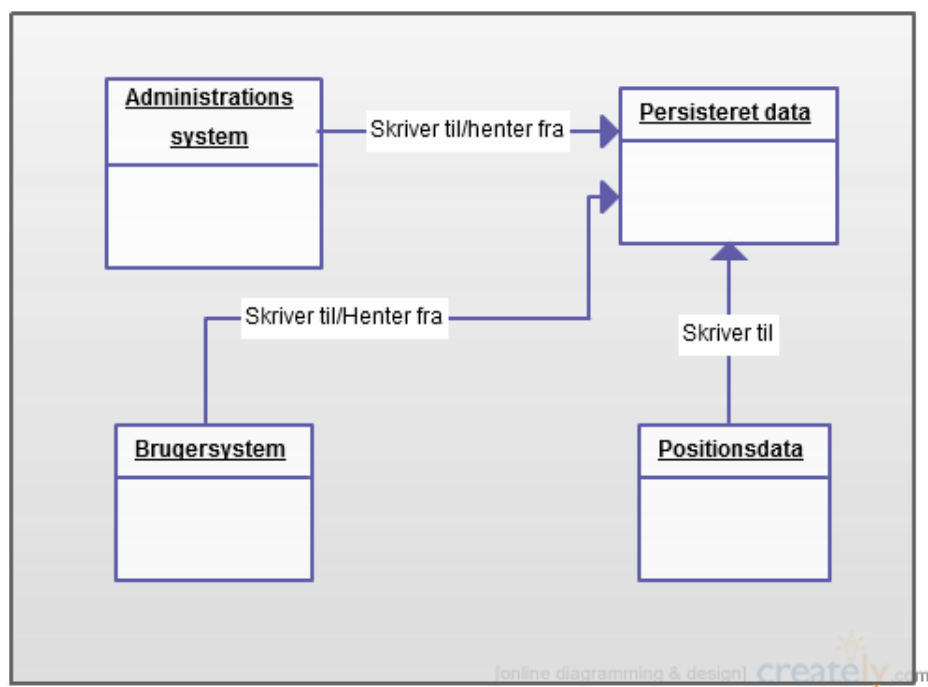 Administrations
system
Skriver til/henter fra
Persisteret data
Skriver til/Henter fra
Skriver til
Brugersystem
Positionsdata
[online diagramming & design] creately.com